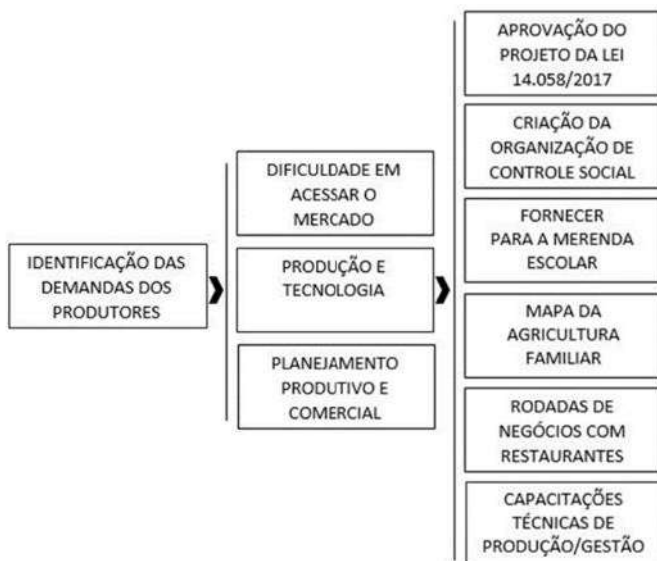 IDENTIFICAÇÃO DAS
DEMANDAS DOS
PRODUTORES
DIFICULDADE EM
ACESSAR O
MERCADO
PRODUÇÃO E
TECNOLOGIA
PLANEJAMENTO
PRODUTIVO E
COMERCIAL
APROVAÇÃO DO
PROJETO DA LEI
14.058/2017
CRIAÇÃO DA
ORGANIZAÇÃO DE
CONTROLE SOCIAL
FORNECER
PARA A MERENDA
ESCOLAR
MAPA DA
AGRICULTURA
FAMILIAR
RODADAS DE
NEGÓCIOS COM
RESTAURANTES
CAPACITAÇÕES
TÉCNICAS DE
PRODUÇÃO/GESTÃO